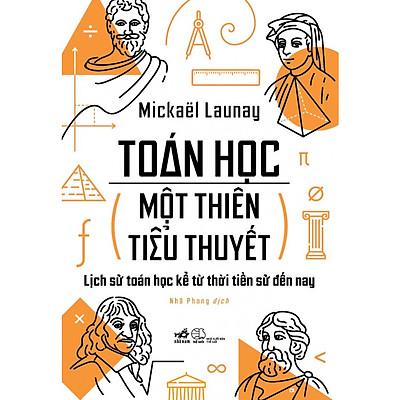 Mickaël Launay
TOÁN HỌC
(MỘT THIÊN
TIỂU THUYẾT)
Lịch sử toán học kể từ thời tiền sử đến nay
Nhã Phong dịch